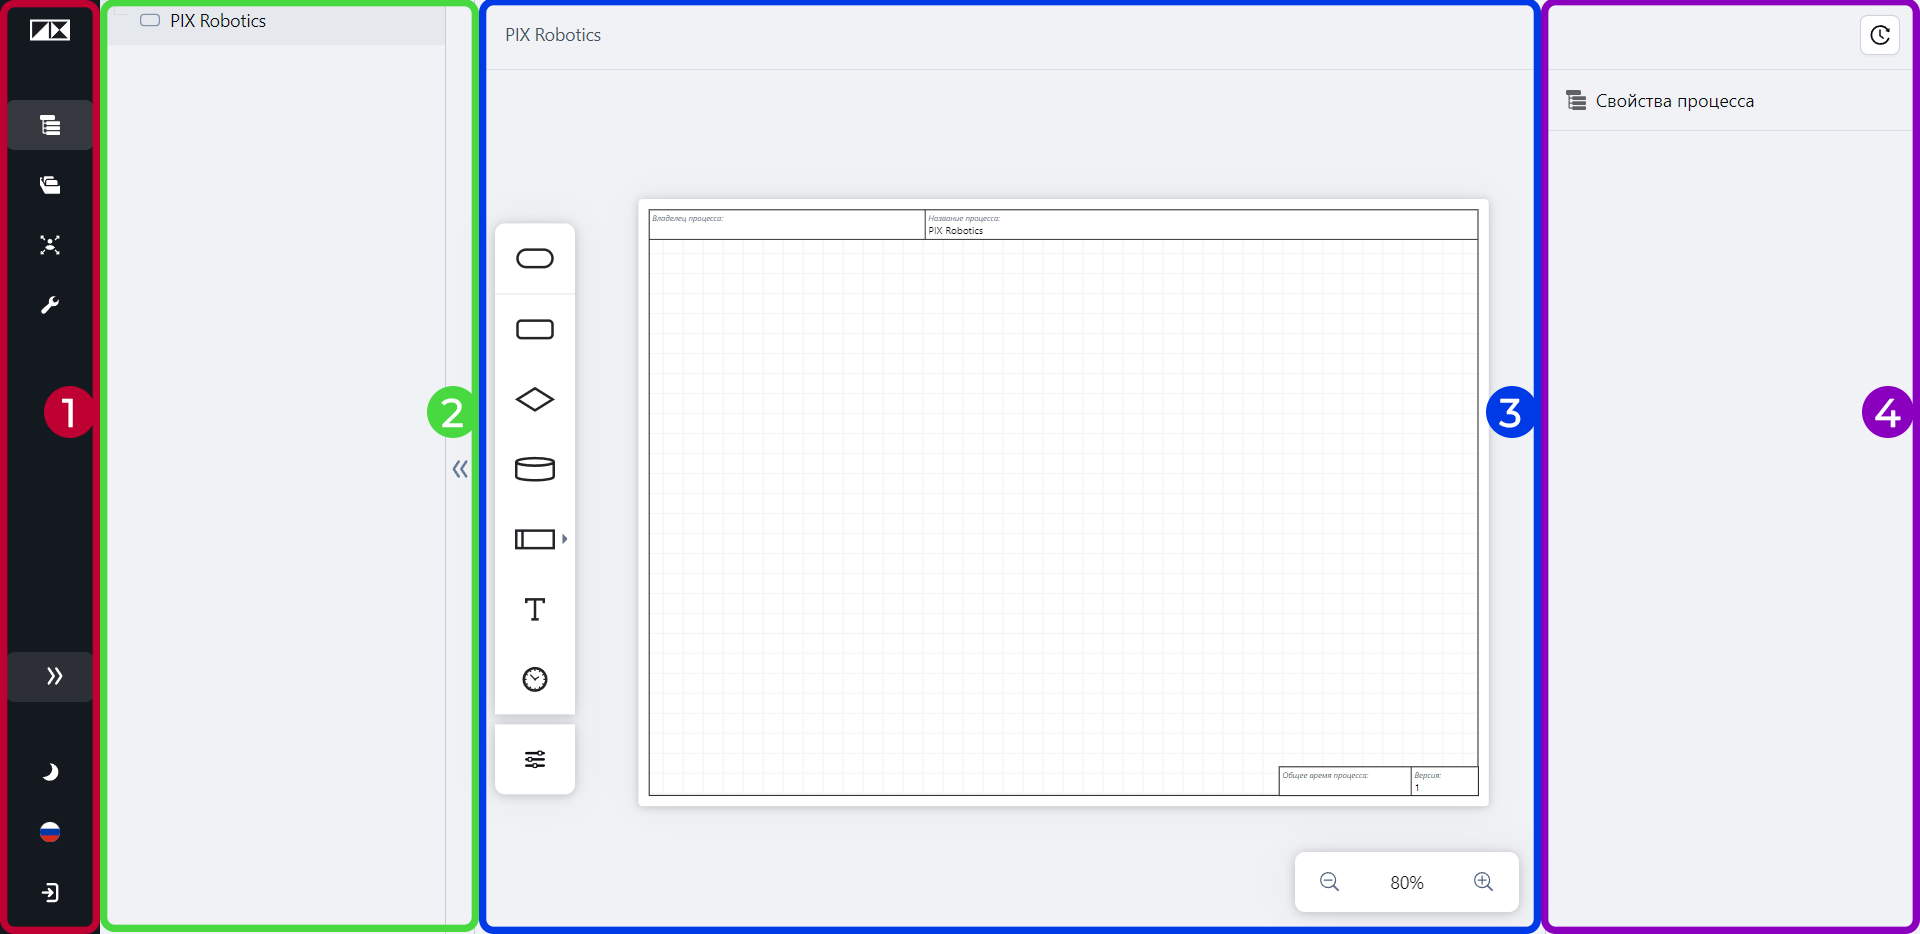 PIX Robotics
PIX Robotics
Свойства процесса
Владелец процесса:
Название процесса:
PIX Robotics
T
1
2
3
4
Общее время процесса:
Версия:
1
80%